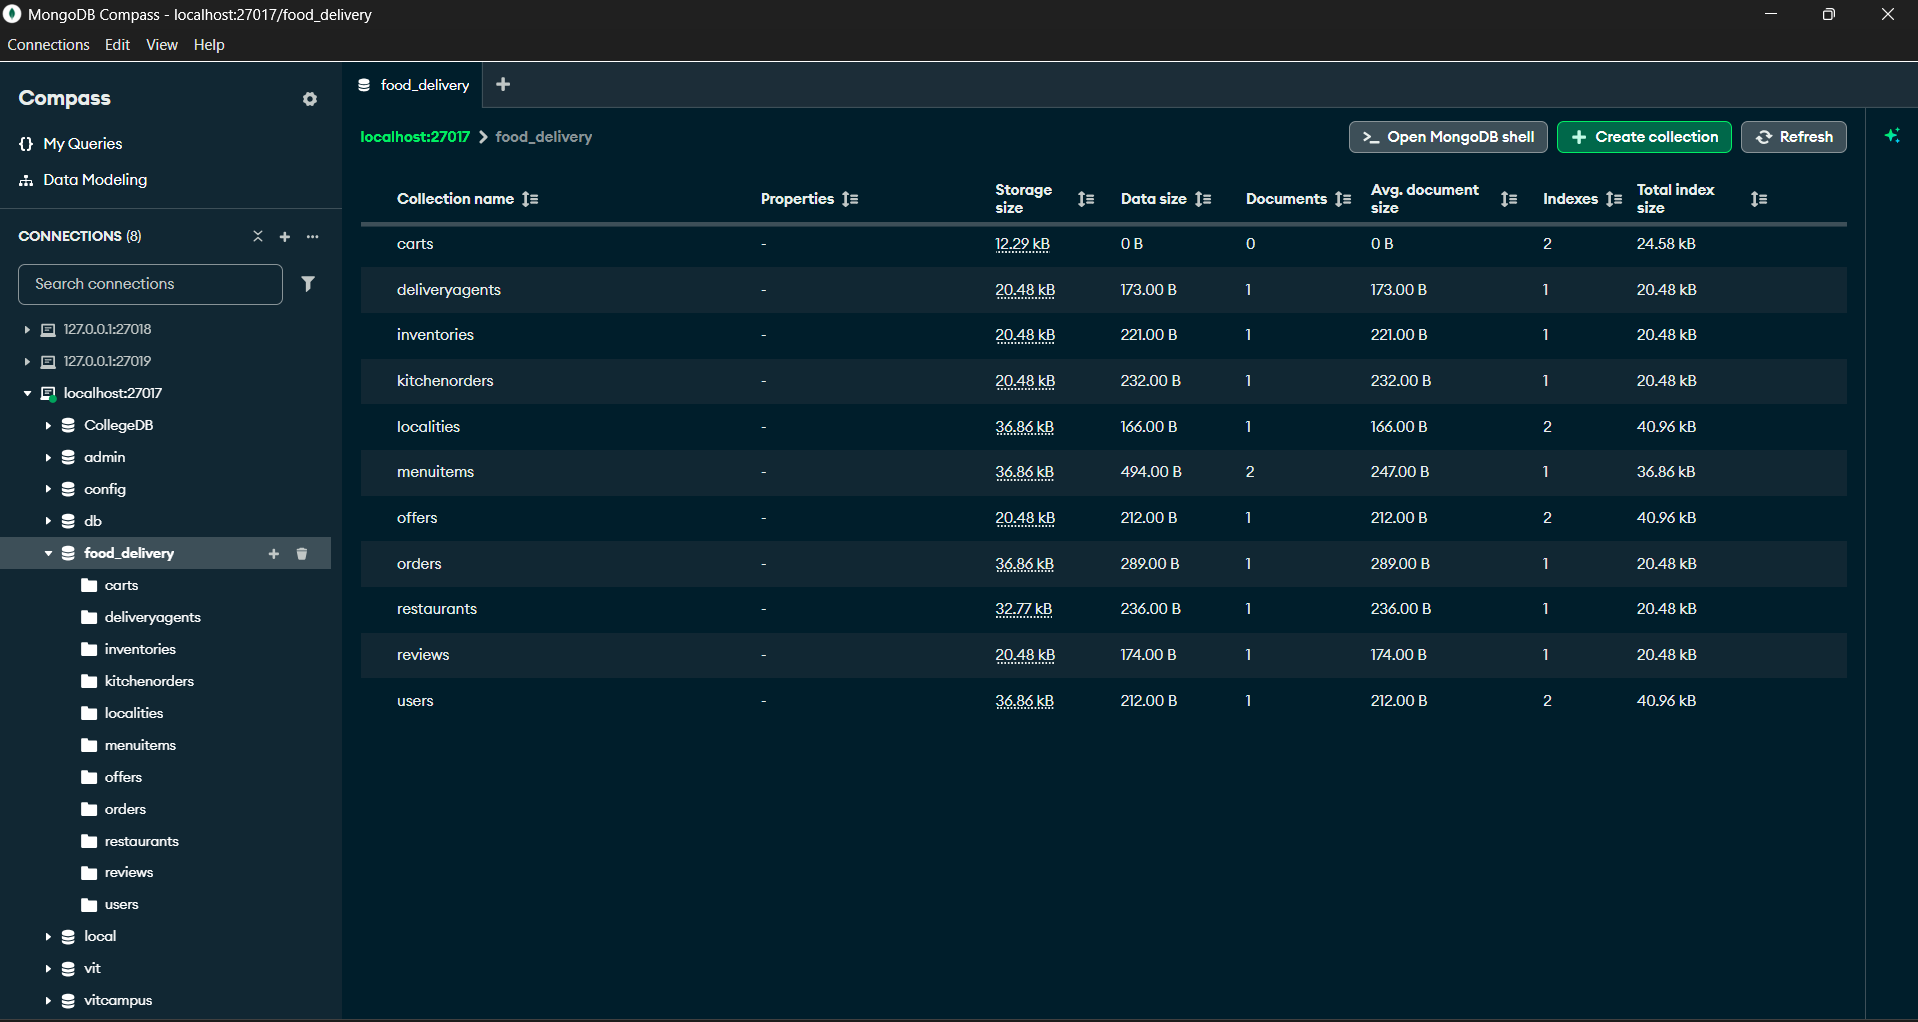 MongoDB Compass - localhost:27017/food_delivery
Connections Edit View Help
Compass
{} My Queries
Data Modeling
CONNECTIONS (8)
Search connections
127.0.0.1:27018
127.0.0.1:27019
localhost:27017
CollegeDB
admin
config
db
food_delivery
carts
deliveryagents
inventories
kitchenorders
localities
menuitems
offers
orders
restaurants
reviews
users
local
vit
vitcampus
food_delivery
localhost:27017 > food_delivery
>_ Open MongoDB shell + Create collection Refresh
Collection name Properties Storage size Data size Documents Avg. document size Indexes Total index size
carts - 12.29 kB 0 B 0 0 B 2 24.58 kB
deliveryagents - 20.48 kB 173.00 B 1 173.00 B 1 20.48 kB
inventories - 20.48 kB 221.00 B 1 221.00 B 1 20.48 kB
kitchenorders - 20.48 kB 232.00 B 1 232.00 B 1 20.48 kB
localities - 36.86 kB 166.00 B 1 166.00 B 2 40.96 kB
menuitems - 36.86 kB 494.00 B 2 247.00 B 1 36.86 kB
offers - 20.48 kB 212.00 B 1 212.00 B 2 40.96 kB
orders - 36.86 kB 289.00 B 1 289.00 B 1 20.48 kB
restaurants - 32.77 kB 236.00 B 1 236.00 B 1 20.48 kB
reviews - 20.48 kB 174.00 B 1 174.00 B 1 20.48 kB
users - 36.86 kB 212.00 B 1 212.00 B 2 40.96 kB